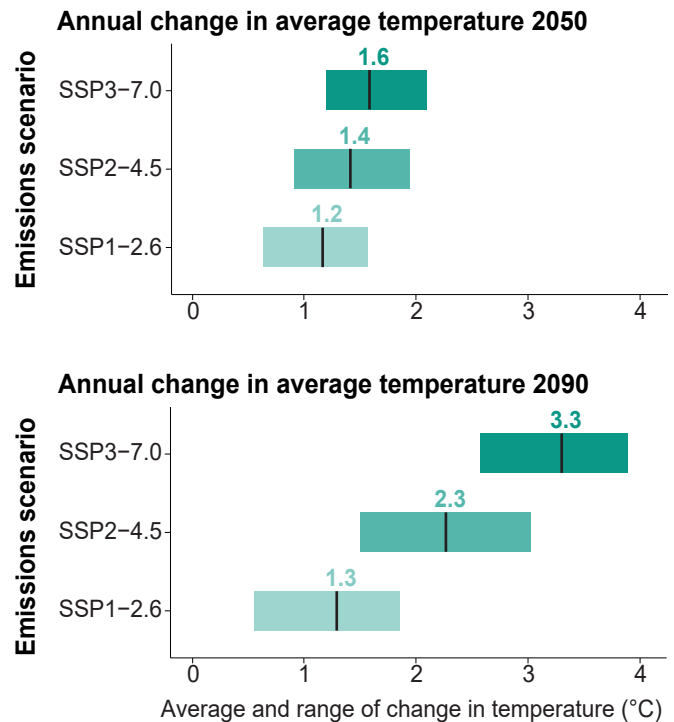 Annual change in average temperature 2050
Emissions scenario
SSP3−7.0
1.6
SSP2−4.5
1.4
SSP1−2.6
1.2
0 1 2 3 4
Annual change in average temperature 2090
Emissions scenario
SSP3−7.0
3.3
SSP2−4.5
2.3
SSP1−2.6
1.3
0 1 2 3 4
Average and range of change in temperature (°C)